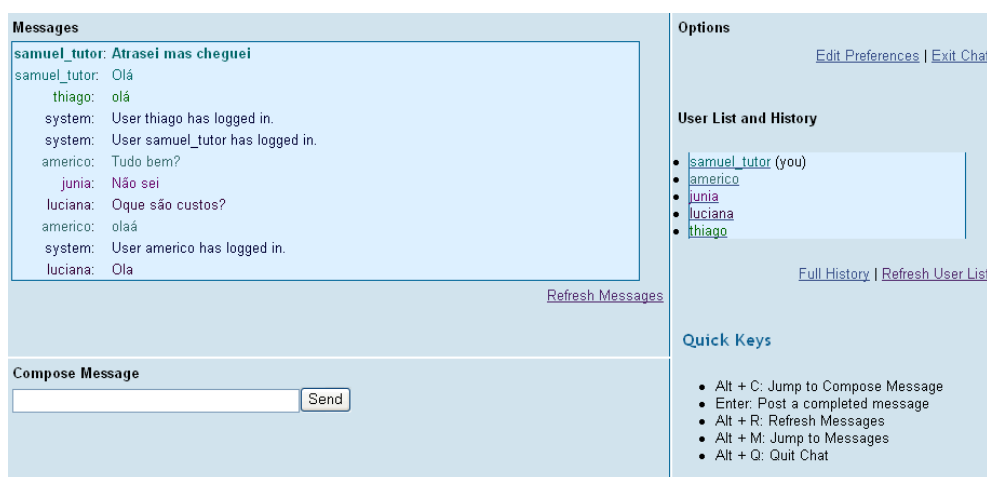 Messages
samuel_tutor: Atrasei mas cheguei
samuel_tutor: Olá
thiago: olá
system: User thiago has logged in.
system: User samuel_tutor has logged in.
americo: Tudo bem?
junia: Não sei
luciana: Oque são custos?
americo: olaá
system: User americo has logged in.
luciana: Ola
Refresh Messages
Compose Message
Send
Options
Edit Preferences | Exit Chat
User List and History
samuel_tutor (you)
americo
junia
luciana
thiago
Full History | Refresh User List
Quick Keys
Alt + C: Jump to Compose Message
Enter: Post a completed message
Alt + R: Refresh Messages
Alt + M: Jump to Messages
Alt + Q: Quit Chat